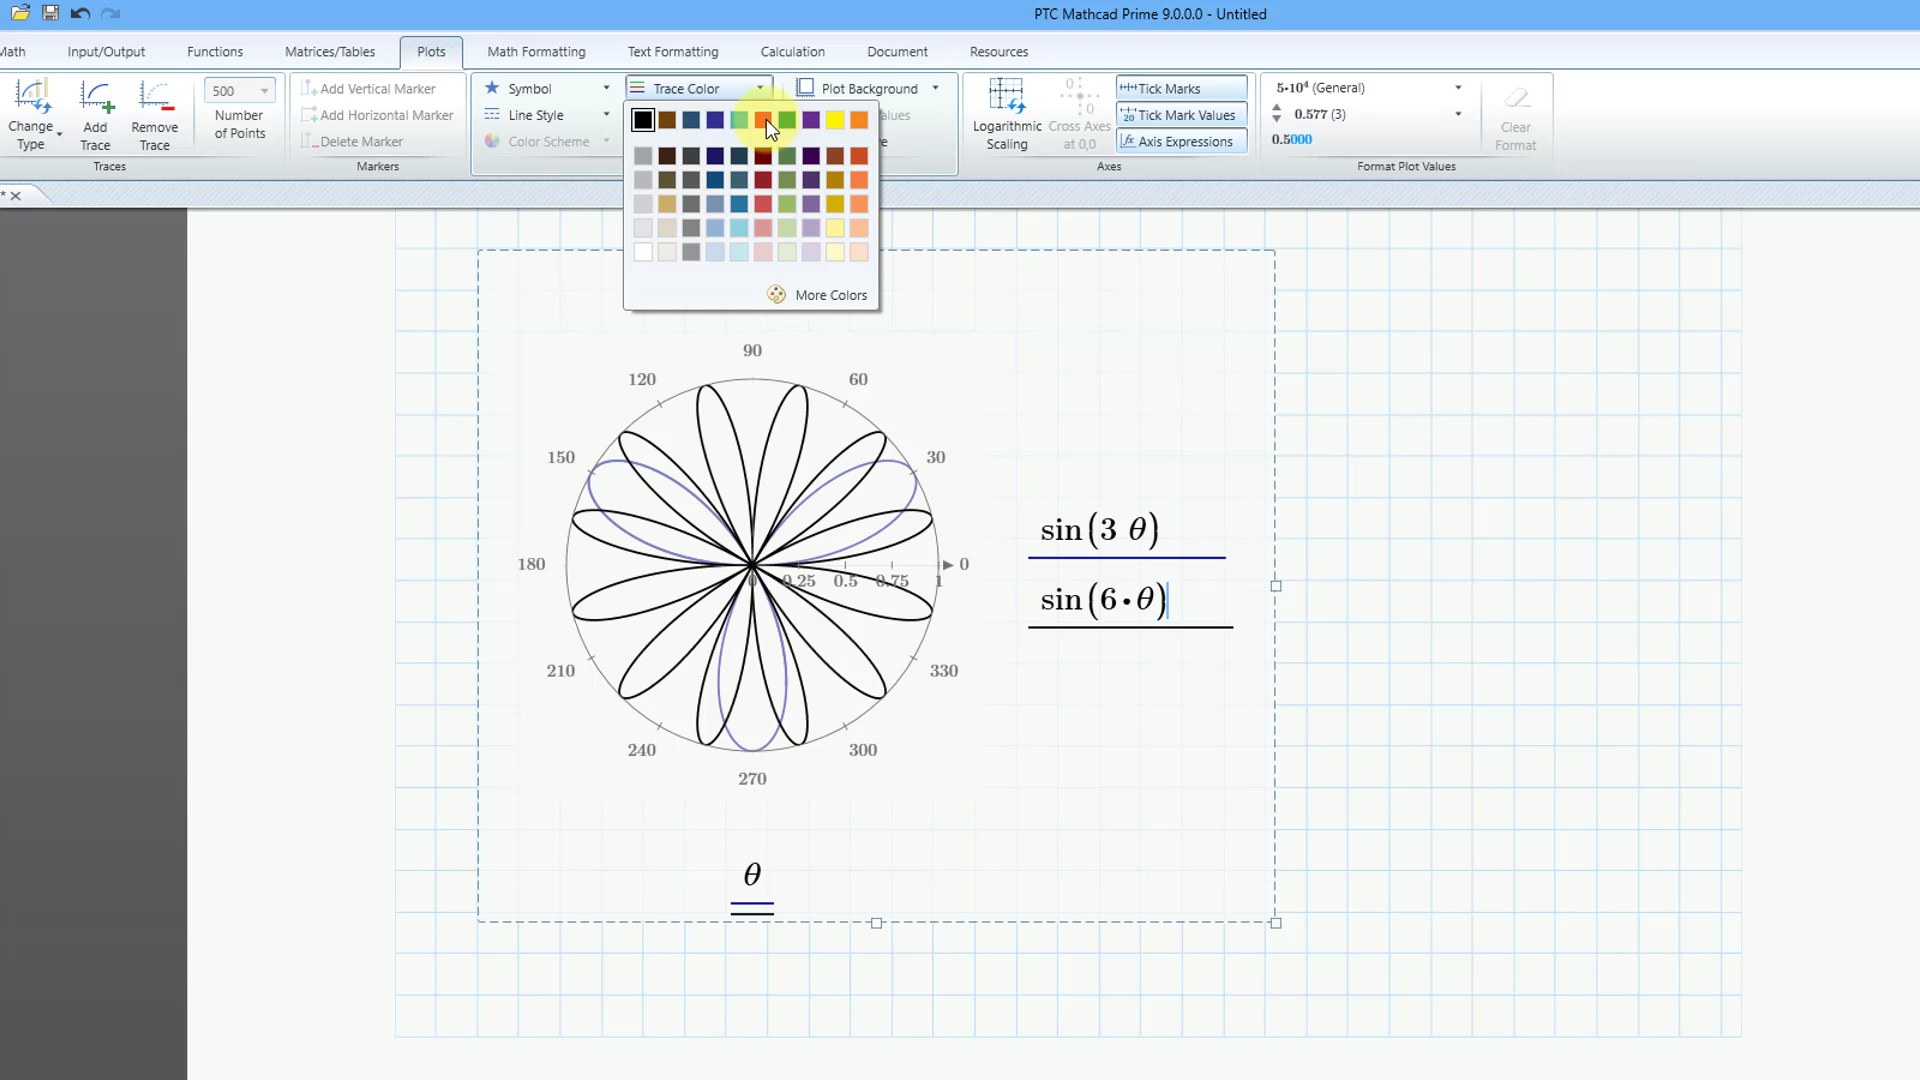 PTC Mathcad Prime 9.0.0.0 - Untitled
Math Input/Output Functions Matrices/Tables Plots Math Formatting Text Formatting Calculation Document Resources
Change Type
Add Trace
Remove Trace
Traces
500
Number of Points
Add Vertical Marker
Add Horizontal Marker
Delete Marker
Markers
Symbol
Line Style
Color Scheme
Trace Color
Plot Background
More Colors
Logarithmic Scaling
Cross Axes at 0,0
Tick Marks
20 Tick Mark Values
fx Axis Expressions
Axes
5•10⁴ (General)
0.577 (3)
0.5000
Format Plot Values
Clear Format
90
120 60
150 30
180 0 0.25 0.5 0.75 1 0
210 330
240 300
270
sin(3 θ)
sin(6•θ)
θ